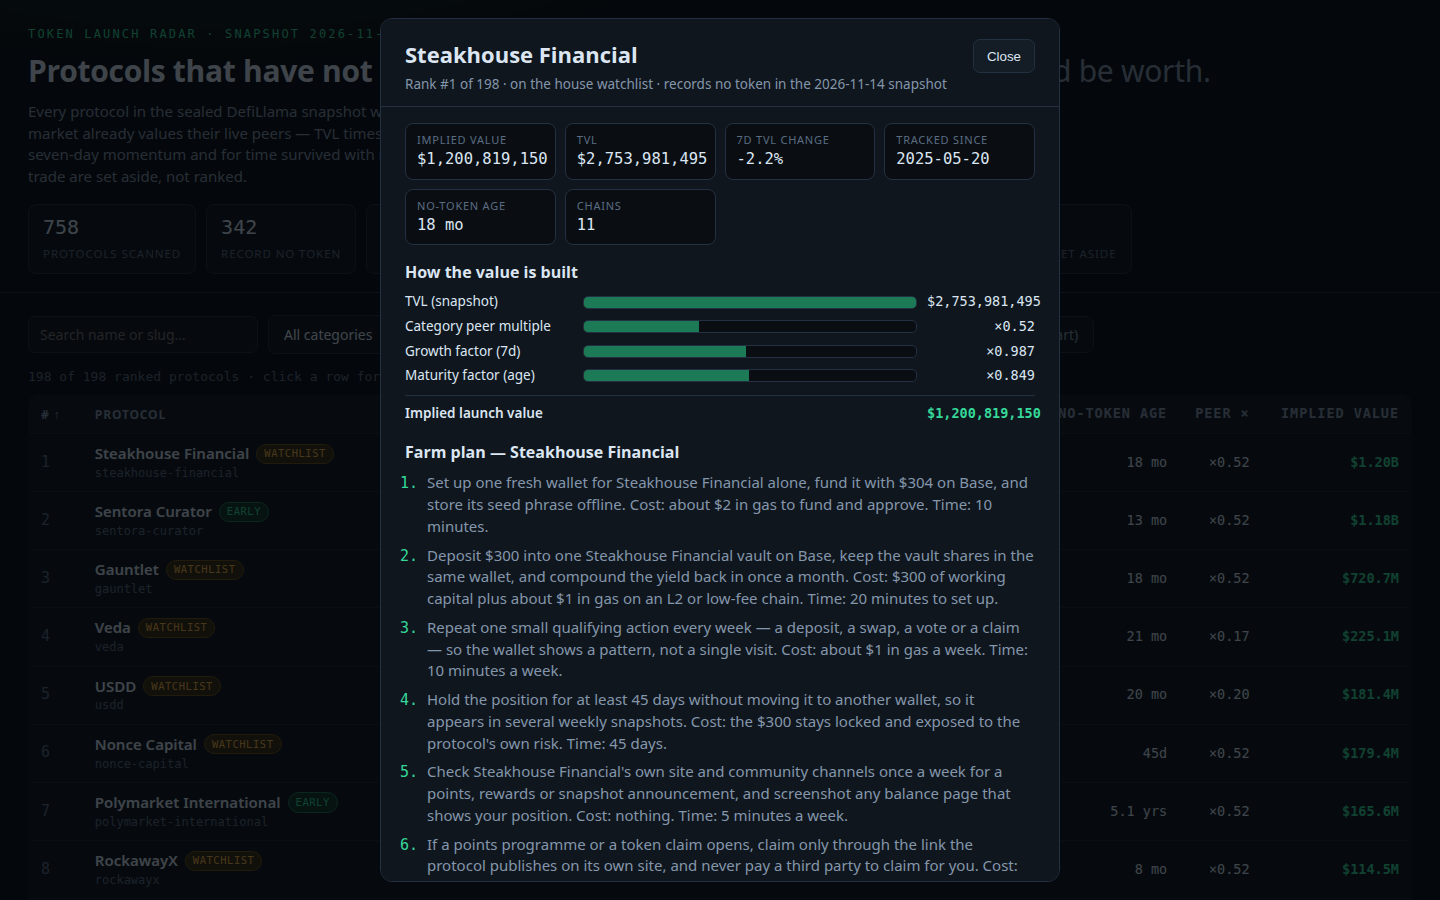 TOKEN LAUNCH RADAR · SNAPSHOT 2026-11-
Protocols that have not
d be worth.
Every protocol in the sealed DefiLlama snapshot w
market already values their live peers — TVL times
seven-day momentum and for time survived with
trade are set aside, not ranked.
758
PROTOCOLS SCANNED
342
RECORD NO TOKEN
ET ASIDE
Search name or slug…
All categories
art)
198 of 198 ranked protocols · click a row for
# ↑ PROTOCOL NO-TOKEN AGE PEER × IMPLIED VALUE
1 Steakhouse Financial WATCHLIST 18 mo ×0.52 $1.20B
steakhouse-financial
2 Sentora Curator EARLY 13 mo ×0.52 $1.18B
sentora-curator
3 Gauntlet WATCHLIST 18 mo ×0.52 $720.7M
gauntlet
4 Veda WATCHLIST 21 mo ×0.17 $225.1M
veda
5 USDD WATCHLIST 20 mo ×0.20 $181.4M
usdd
6 Nonce Capital WATCHLIST 45d ×0.52 $179.4M
nonce-capital
7 Polymarket International EARLY 5.1 yrs ×0.52 $165.6M
polymarket-international
8 RockawayX WATCHLIST 8 mo ×0.52 $114.5M
rockawayx
Steakhouse Financial
Close
Rank #1 of 198 · on the house watchlist · records no token in the 2026-11-14 snapshot
IMPLIED VALUE
$1,200,819,150
TVL
$2,753,981,495
7D TVL CHANGE
-2.2%
TRACKED SINCE
2025-05-20
NO-TOKEN AGE
18 mo
CHAINS
11
How the value is built
TVL (snapshot) $2,753,981,495
Category peer multiple ×0.52
Growth factor (7d) ×0.987
Maturity factor (age) ×0.849
Implied launch value $1,200,819,150
Farm plan — Steakhouse Financial
1. Set up one fresh wallet for Steakhouse Financial alone, fund it with $304 on Base, and
store its seed phrase offline. Cost: about $2 in gas to fund and approve. Time: 10
minutes.
2. Deposit $300 into one Steakhouse Financial vault on Base, keep the vault shares in the
same wallet, and compound the yield back in once a month. Cost: $300 of working
capital plus about $1 in gas on an L2 or low-fee chain. Time: 20 minutes to set up.
3. Repeat one small qualifying action every week — a deposit, a swap, a vote or a claim
— so the wallet shows a pattern, not a single visit. Cost: about $1 in gas a week. Time:
10 minutes a week.
4. Hold the position for at least 45 days without moving it to another wallet, so it
appears in several weekly snapshots. Cost: the $300 stays locked and exposed to the
protocol's own risk. Time: 45 days.
5. Check Steakhouse Financial's own site and community channels once a week for a
points, rewards or snapshot announcement, and screenshot any balance page that
shows your position. Cost: nothing. Time: 5 minutes a week.
6. If a points programme or a token claim opens, claim only through the link the
protocol publishes on its own site, and never pay a third party to claim for you. Cost: